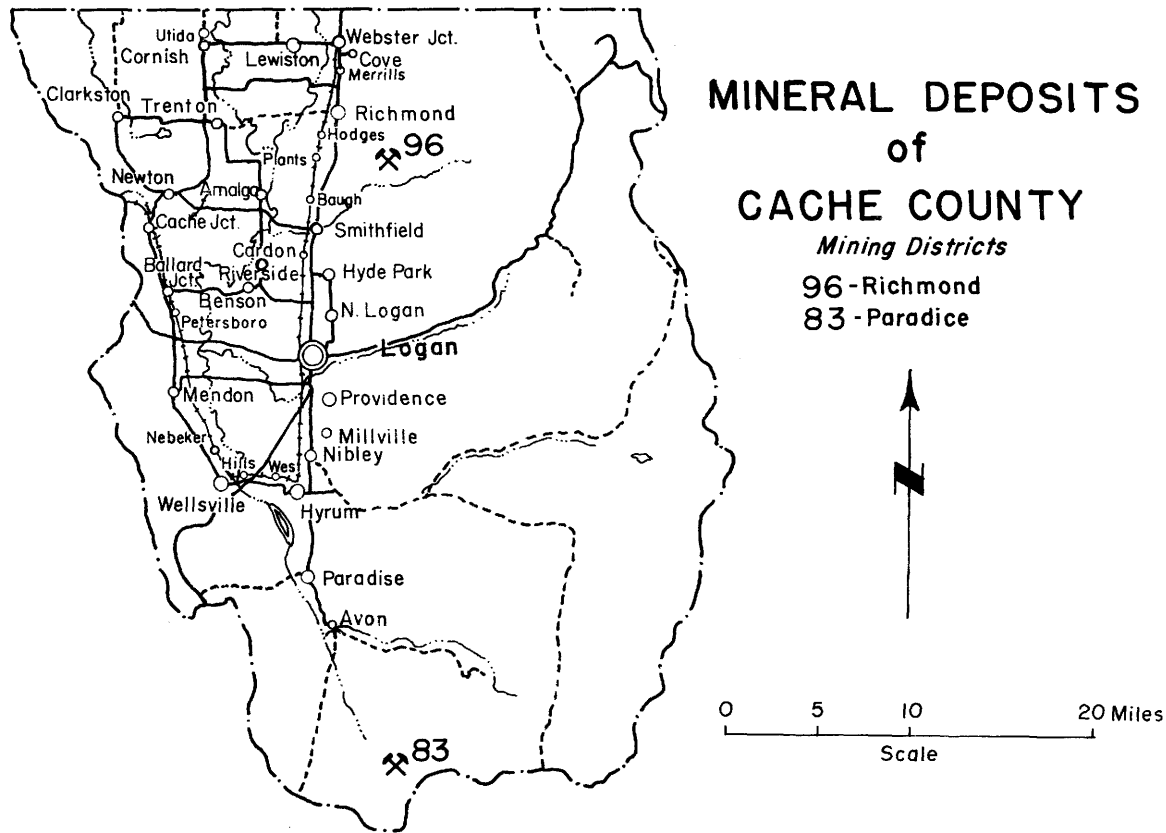 MINERAL DEPOSITS
of
CACHE COUNTY
Mining Districts
96-Richmond
83-Paradice
N
0 5 10 20 Miles
Scale
Utida
Cornish
Lewiston
Webster Jct.
Cove
Merrills
Clarkston
Trenton
Richmond
Hodges
Plants
96
Newton
Amalga
Baugh
Cache Jct.
Smithfield
Cardon
Ballard
Jct.
Riverside
Hyde Park
Benson
N. Logan
Petersboro
Logan
Mendon
Providence
Nebeker
Millville
Nibley
Hills
West
Wellsville
Hyrum
Paradise
Avon
83